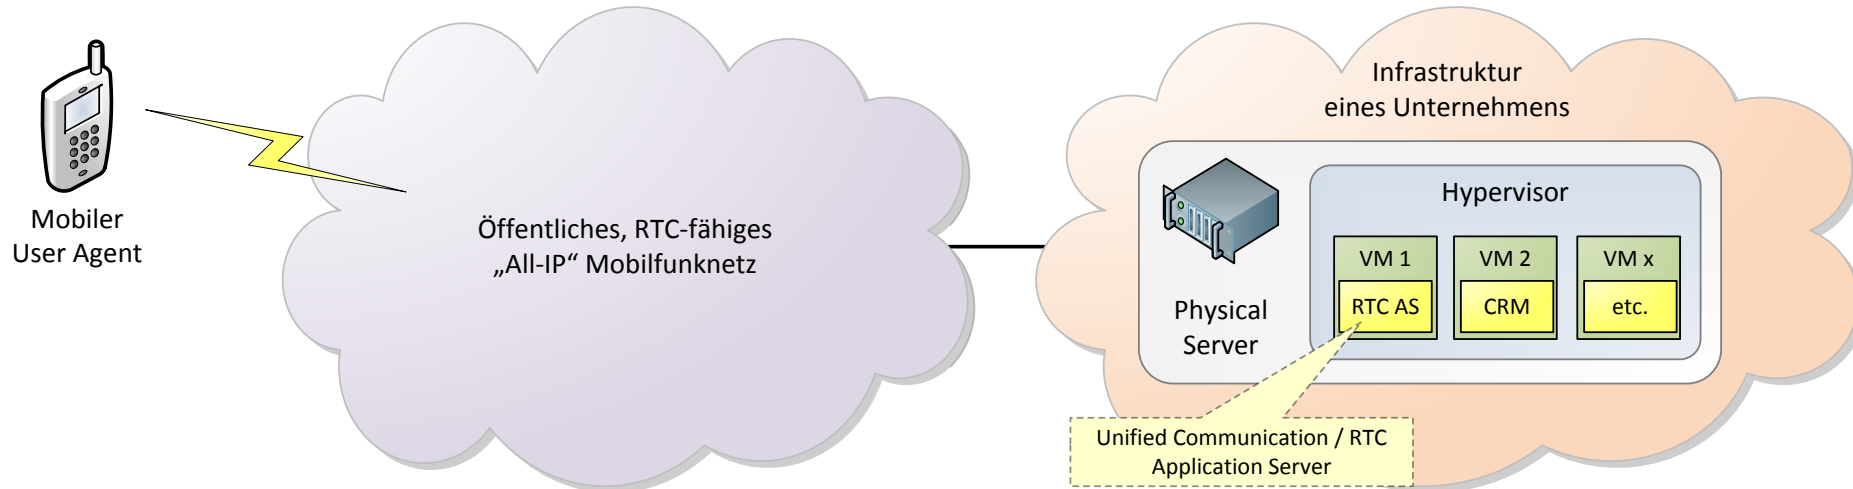 Mobiler
User Agent
Öffentliches, RTC-fähiges
„All-IP“ Mobilfunknetz
Infrastruktur
eines Unternehmens
Physical
Server
Hypervisor
VM 1
RTC AS
VM 2
CRM
VM x
etc.
Unified Communication / RTC
Application Server